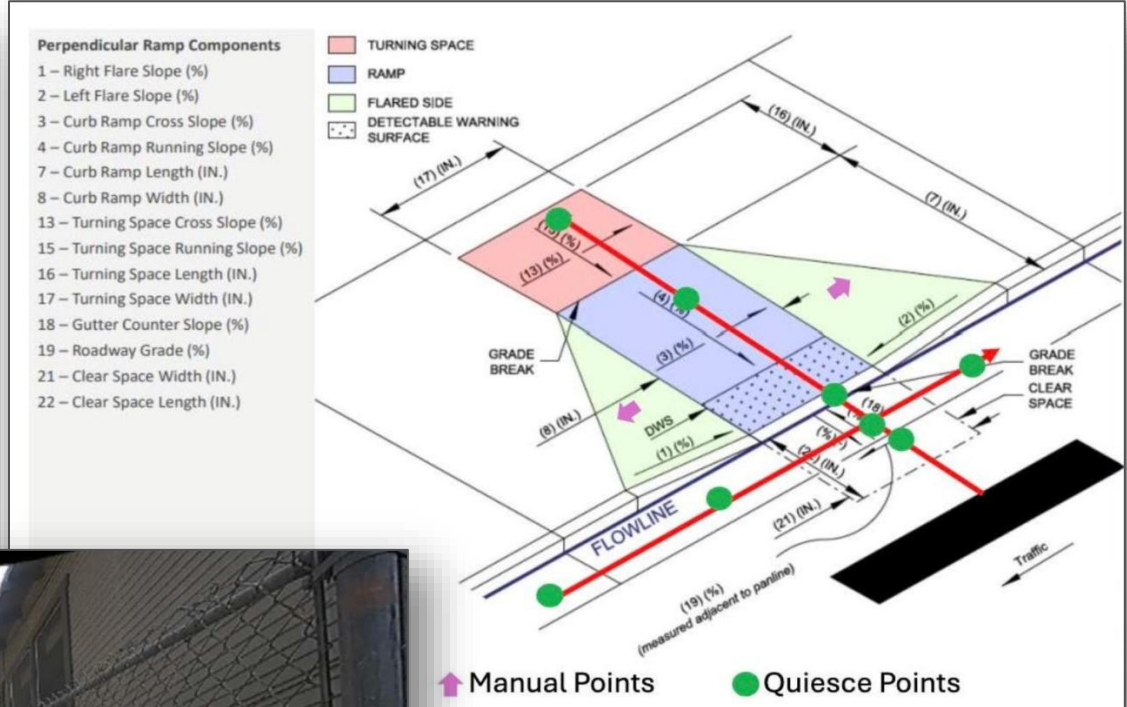 Perpendicular Ramp Components
1 – Right Flare Slope (%)
2 – Left Flare Slope (%)
3 – Curb Ramp Cross Slope (%)
4 – Curb Ramp Running Slope (%)
7 – Curb Ramp Length (IN.)
8 – Curb Ramp Width (IN.)
13 – Turning Space Cross Slope (%)
15 – Turning Space Running Slope (%)
16 – Turning Space Length (IN.)
17 – Turning Space Width (IN.)
18 – Gutter Counter Slope (%)
19 – Roadway Grade (%)
21 – Clear Space Width (IN.)
22 – Clear Space Length (IN.)
TURNING SPACE
RAMP
FLARED SIDE
DETECTABLE WARNING
SURFACE
(16) (IN.)
(17) (IN.)
(7) (IN.)
(%)
(13) (%)
(4)
(2) (%)
(3) (%)
GRADE
BREAK
GRADE
BREAK
CLEAR
SPACE
(18)
(8) (IN.)
DWS
(1) (%)
(IN.)
(21) (IN.)
FLOWLINE
Traffic
(19) (%)
(measured adjacent to panline)
Manual Points
Quiesce Points